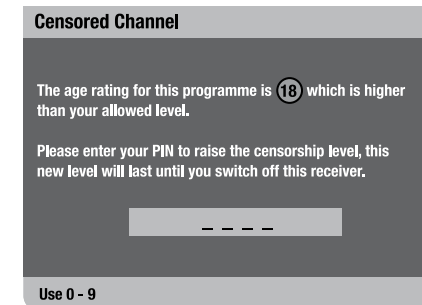 Censored Channel
The age rating for this programme is 18 which is higher
than your allowed level.
Please enter your PIN to raise the censorship level, this
new level will last until you switch off this receiver.
_ _ _ _
Use 0 - 9